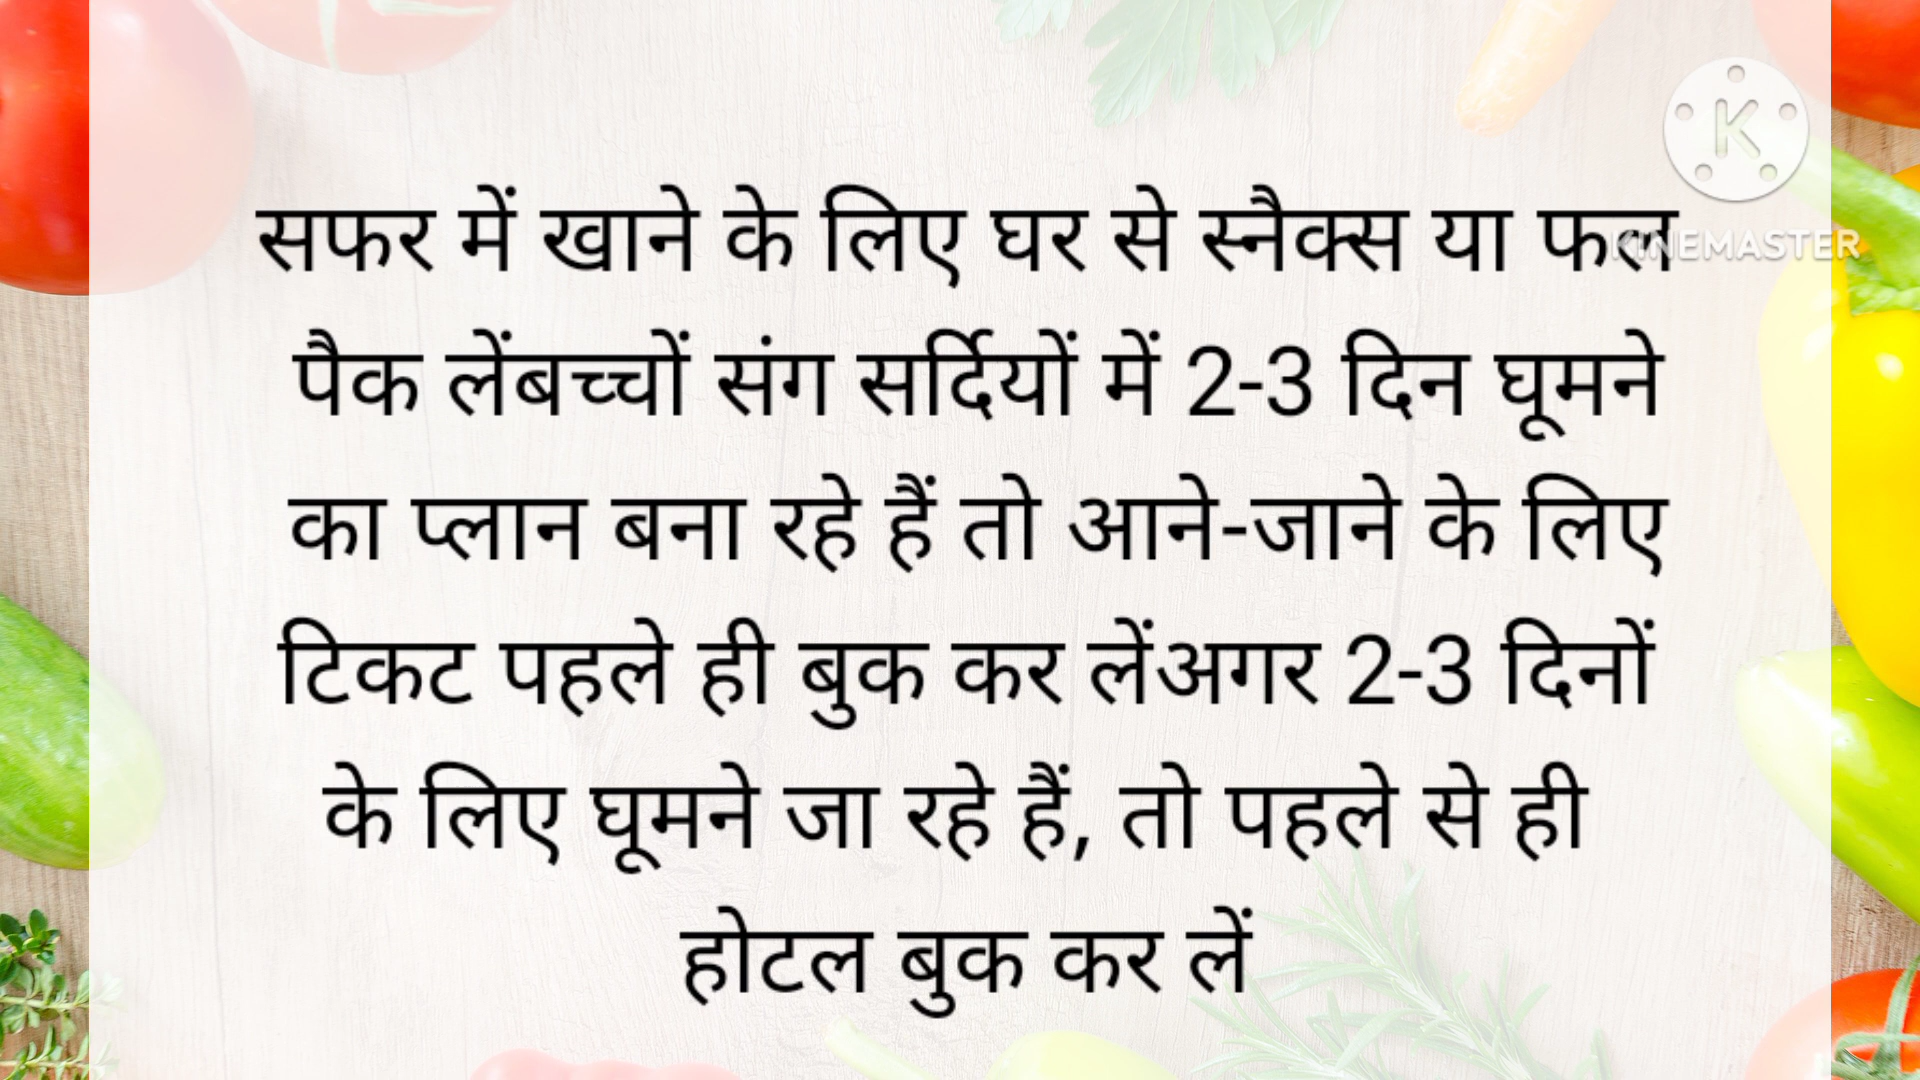 सफर में खाने के लिए घर से स्नैक्स या फल
पैक लेंबच्चों संग सर्दियों में 2-3 दिन घूमने
का प्लान बना रहे हैं तो आने-जाने के लिए
टिकट पहले ही बुक कर लेंअगर 2-3 दिनों
के लिए घूमने जा रहे हैं, तो पहले से ही
होटल बुक कर लें
K
KINEMASTER